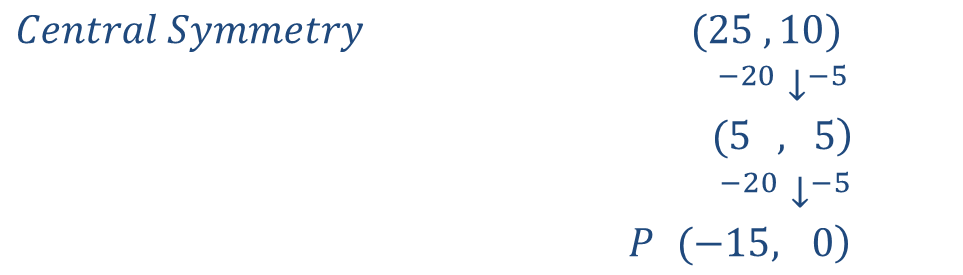 Central Symmetry (25 , 10)
−20 ↓ −5
(5 , 5)
−20 ↓ −5
P (−15, 0)